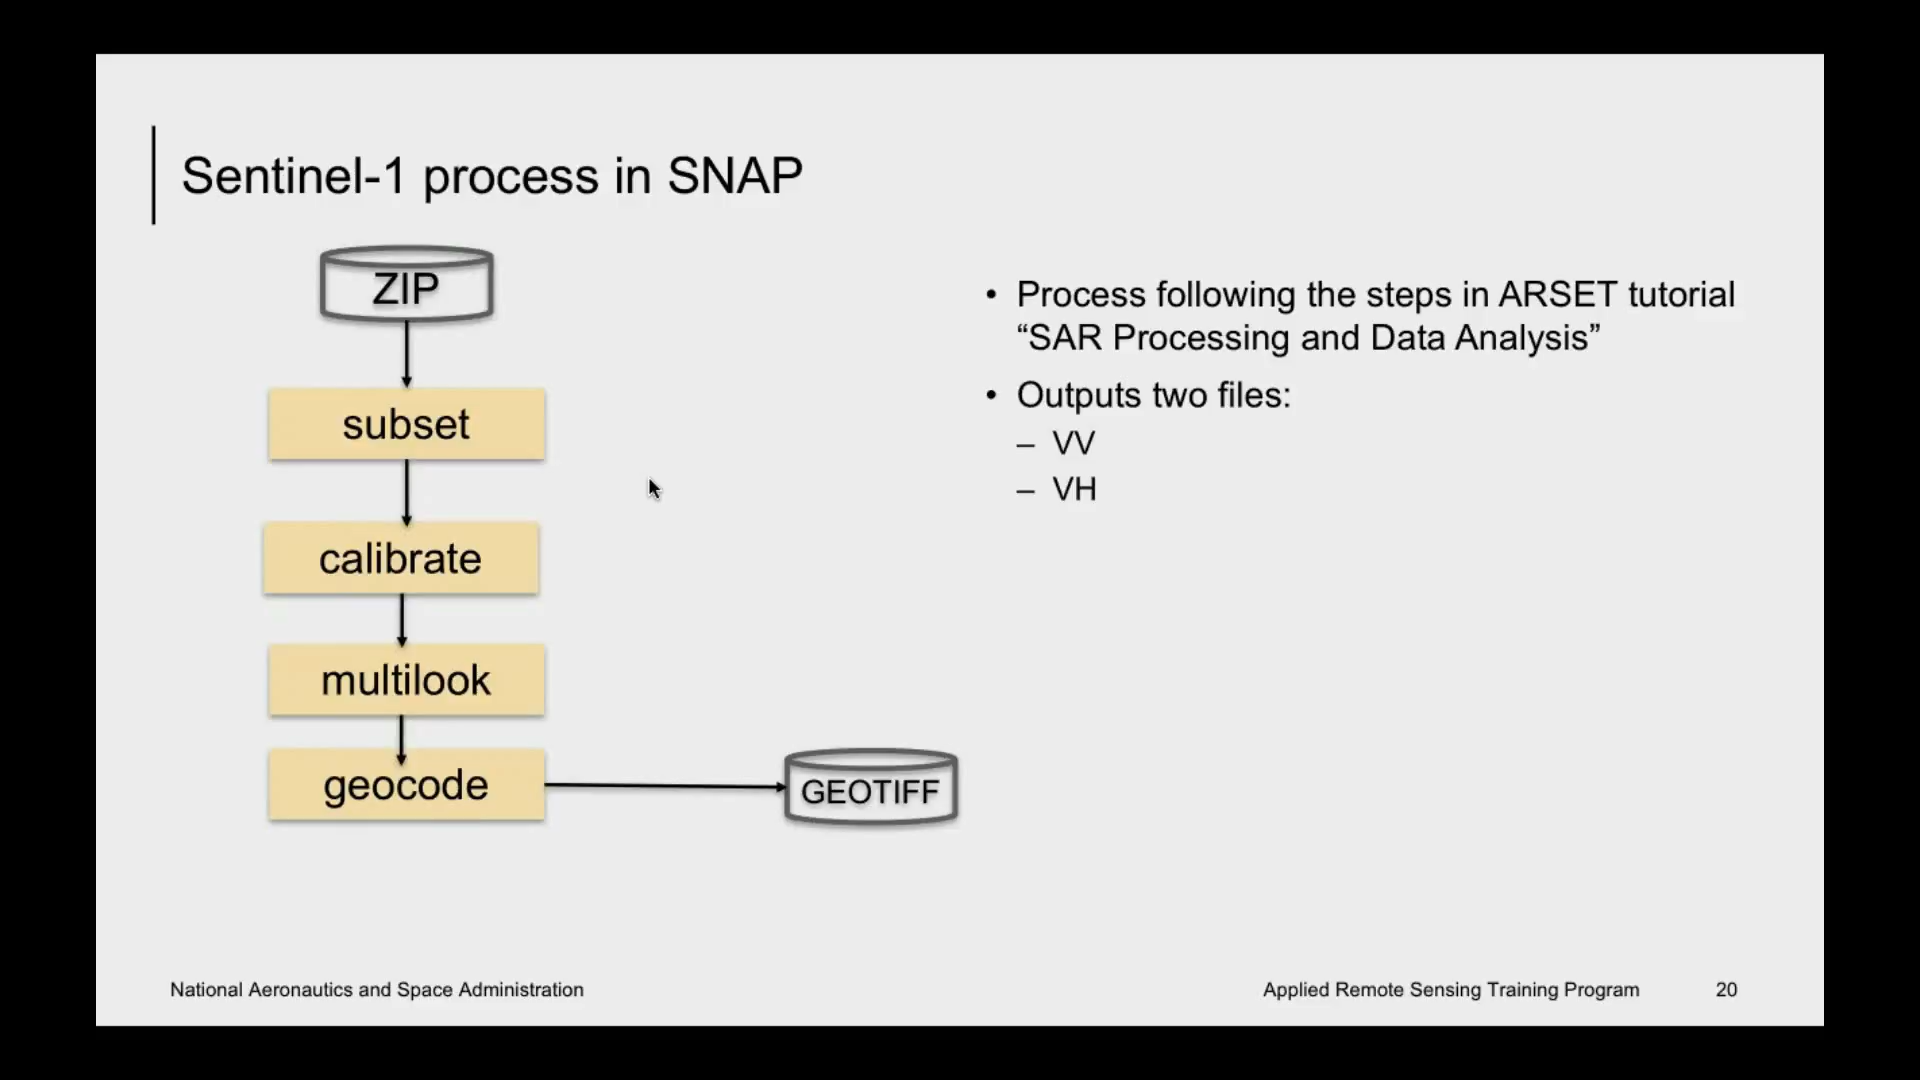 Sentinel-1 process in SNAP
ZIP
subset
calibrate
multilook
geocode
GEOTIFF
• Process following the steps in ARSET tutorial
“SAR Processing and Data Analysis”
• Outputs two files:
– VV
– VH
National Aeronautics and Space Administration
Applied Remote Sensing Training Program
20